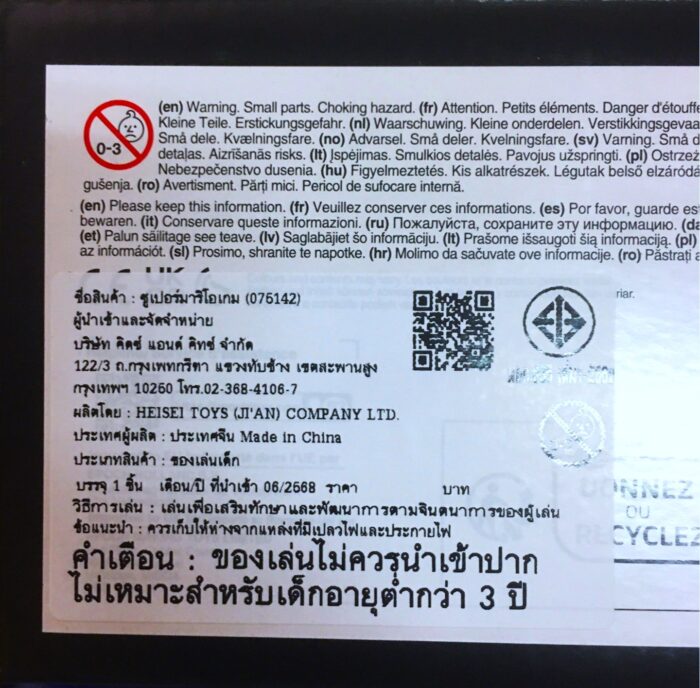 0-3
(en) Warning. Small parts. Choking hazard. (fr) Attention. Petits éléments. Danger d'étouffe
Kleine Teile. Erstickungsgefahr. (nl) Waarschuwing. Kleine onderdelen. Verstikkingsgevaa
Små dele. Kvælningsfare. (no) Advarsel. Små deler. Kvelningsfare. (sv) Varning. Små d
detaļas. Aizrīšanās risks. (lt) Įspėjimas. Smulkios detalės. Pavojus užspringti. (pl) Ostrzeż
Nebezpečenstvo dusenia. (hu) Figyelmeztetés. Kis alkatrészek. Légutak belső elzáródá
gušenja. (ro) Avertisment. Părți mici. Pericol de sufocare internă.
(en) Please keep this information. (fr) Veuillez conserver ces informations. (es) Por favor, guarde es
bewaren. (it) Conservare queste informazioni. (ru) Пожалуйста, сохраните эту информацию. (da
(et) Palun säilitage see teave. (lv) Saglabājiet šo informāciju. (lt) Prašome išsaugoti šią informaciją. (pl)
az információt. (sl) Prosimo, shranite te napotke. (hr) Molimo da sačuvate ove informacije. (ro) Păstrați a
riar.
ชื่อสินค้า : ซูเปอร์มาริโอเกม (075142)
ผู้นำเข้าและจัดจำหน่าย
บริษัท คิดซ์ แอนด์ คิทซ์ จำกัด
122/3 ถ.กรุงเทพกรีฑา แขวงทับช้าง เขตสะพานสูง
กรุงเทพฯ 10250 โทร.02-368-4106-7
ผลิตโดย : HEISEI TOYS (JI'AN) COMPANY LTD.
ประเทศผู้ผลิต : ประเทศจีน Made in China
ประเภทสินค้า : ของเล่นเด็ก
บรรจุ 1 ชิ้น เดือน/ปี ที่นำเข้า 06/2568 ราคา บาท
วิธีการเล่น : เล่นเพื่อเสริมทักษะและพัฒนาการตามจินตนาการของผู้เล่น
ข้อแนะนำ : ควรเก็บให้ห่างจากแหล่งที่มีเปลวไฟและประกายไฟ
คำเตือน : ของเล่นไม่ควรนำเข้าปาก
ไม่เหมาะสำหรับเด็กอายุต่ำกว่า 3 ปี
DONNEZ
OU
RECYCLEZ